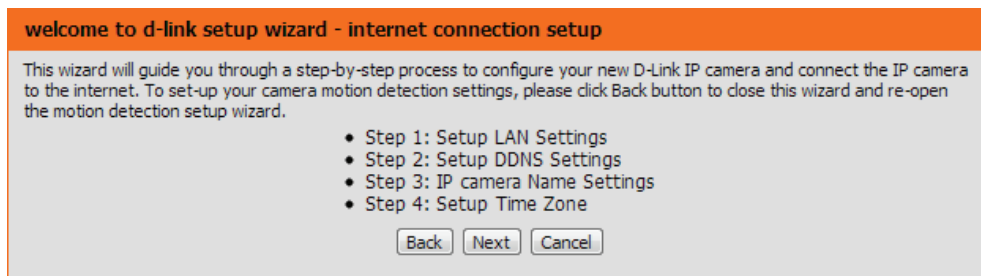 welcome to d-link setup wizard - internet connection setup
This wizard will guide you through a step-by-step process to configure your new D-Link IP camera and connect the IP camera
to the internet. To set-up your camera motion detection settings, please click Back button to close this wizard and re-open
the motion detection setup wizard.
• Step 1: Setup LAN Settings
• Step 2: Setup DDNS Settings
• Step 3: IP camera Name Settings
• Step 4: Setup Time Zone
Back Next Cancel